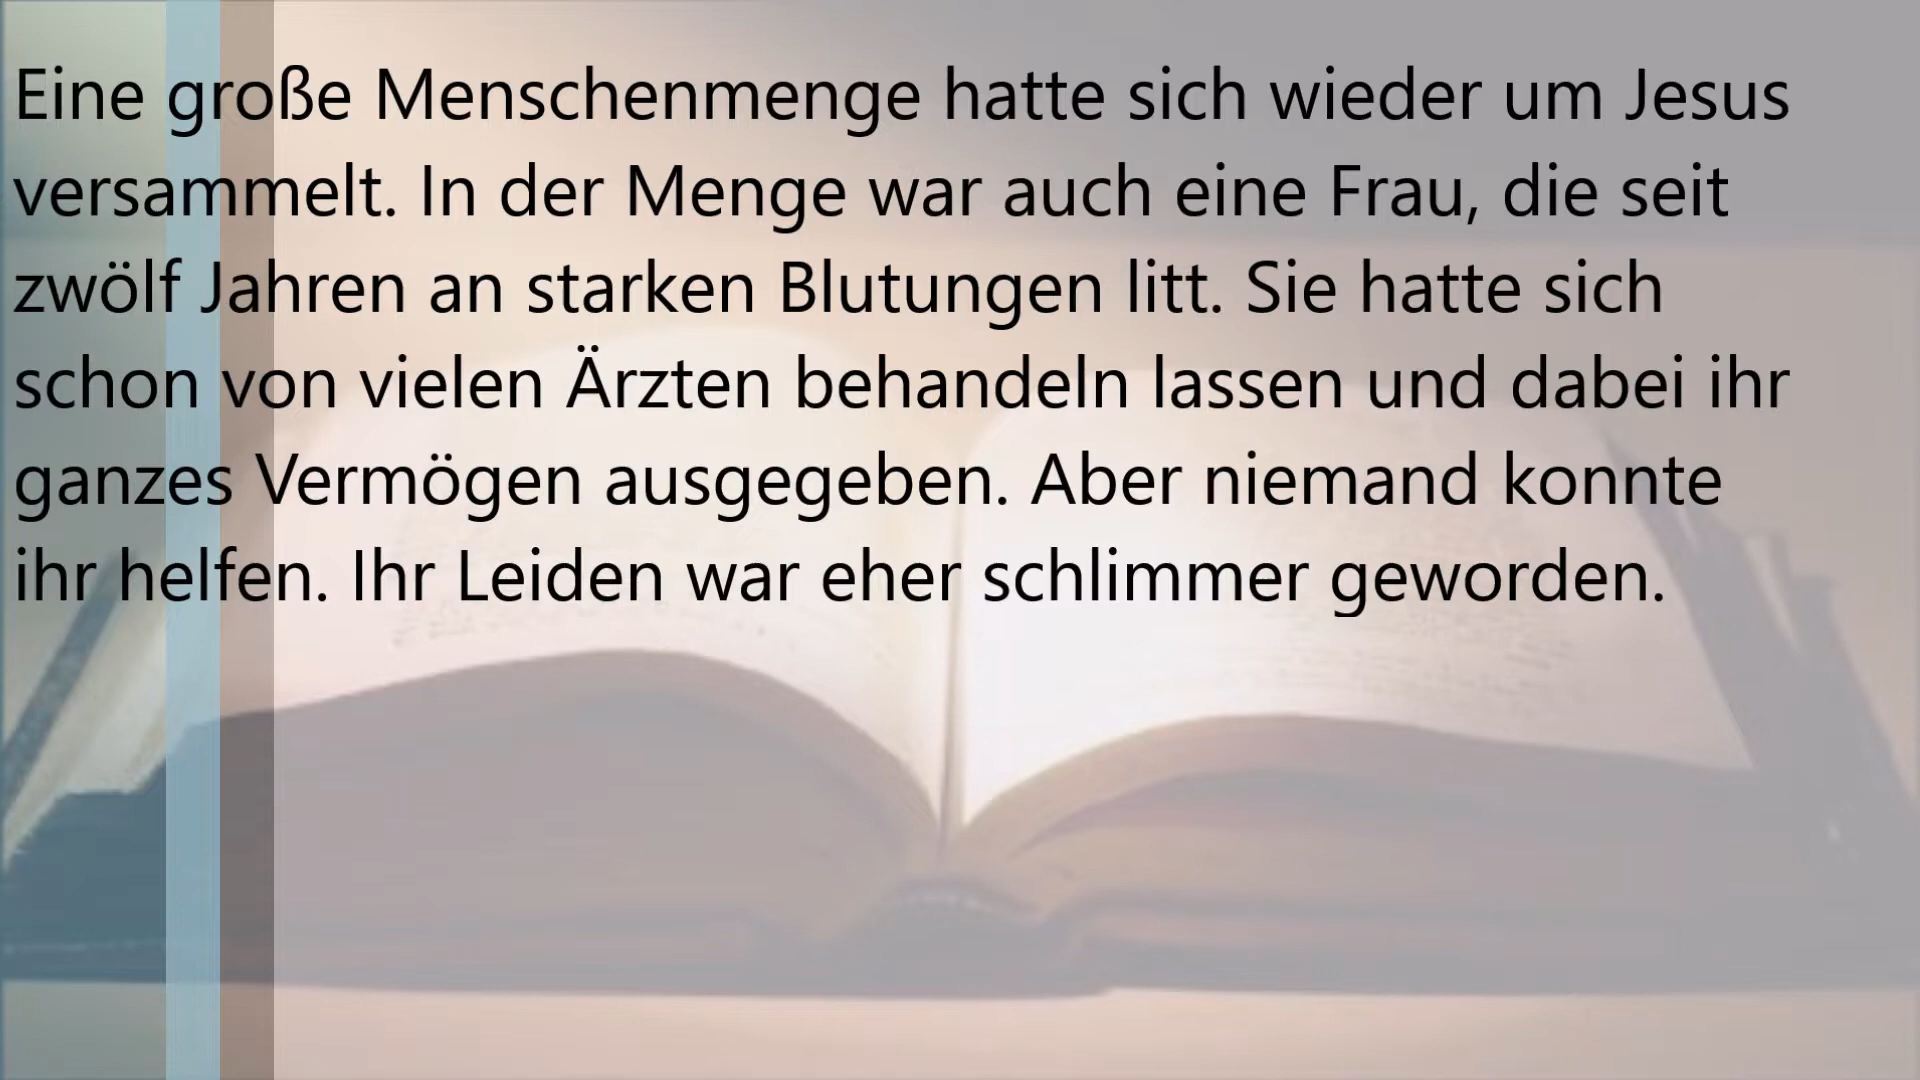 Eine große Menschenmenge hatte sich wieder um Jesus
versammelt. In der Menge war auch eine Frau, die seit
zwölf Jahren an starken Blutungen litt. Sie hatte sich
schon von vielen Ärzten behandeln lassen und dabei ihr
ganzes Vermögen ausgegeben. Aber niemand konnte
ihr helfen. Ihr Leiden war eher schlimmer geworden.